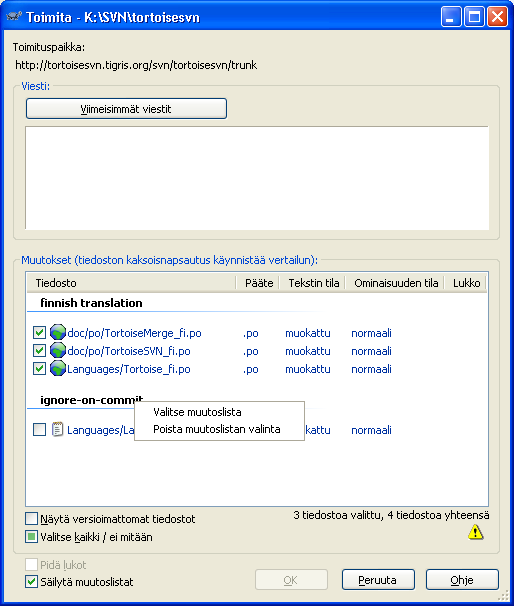 Toimita - K:\SVN\tortoisesvn
Toimituspaikka:
http://tortoisesvn.tigris.org/svn/tortoisesvn/trunk
Viesti:
Viimeisimmät viestit
Muutokset (tiedoston kaksoisnapsautus käynnistää vertailun):
Tiedosto Pääte Tekstin tila Ominaisuuden tila Lukko
finnish translation
doc/po/TortoiseMerge_fi.po .po muokattu normaali
doc/po/TortoiseSVN_fi.po .po muokattu normaali
Languages/Tortoise_fi.po .po muokattu normaali
ignore-on-commit
Valitse muutoslista
Poista muutoslistan valinta
Languages/La kattu normaali
Näytä versioimattomat tiedostot
3 tiedostoa valittu, 4 tiedostoa yhteensä
Valitse kaikki / ei mitään
Pidä lukot
Säilytä muutoslistat
OK Peruuta Ohje